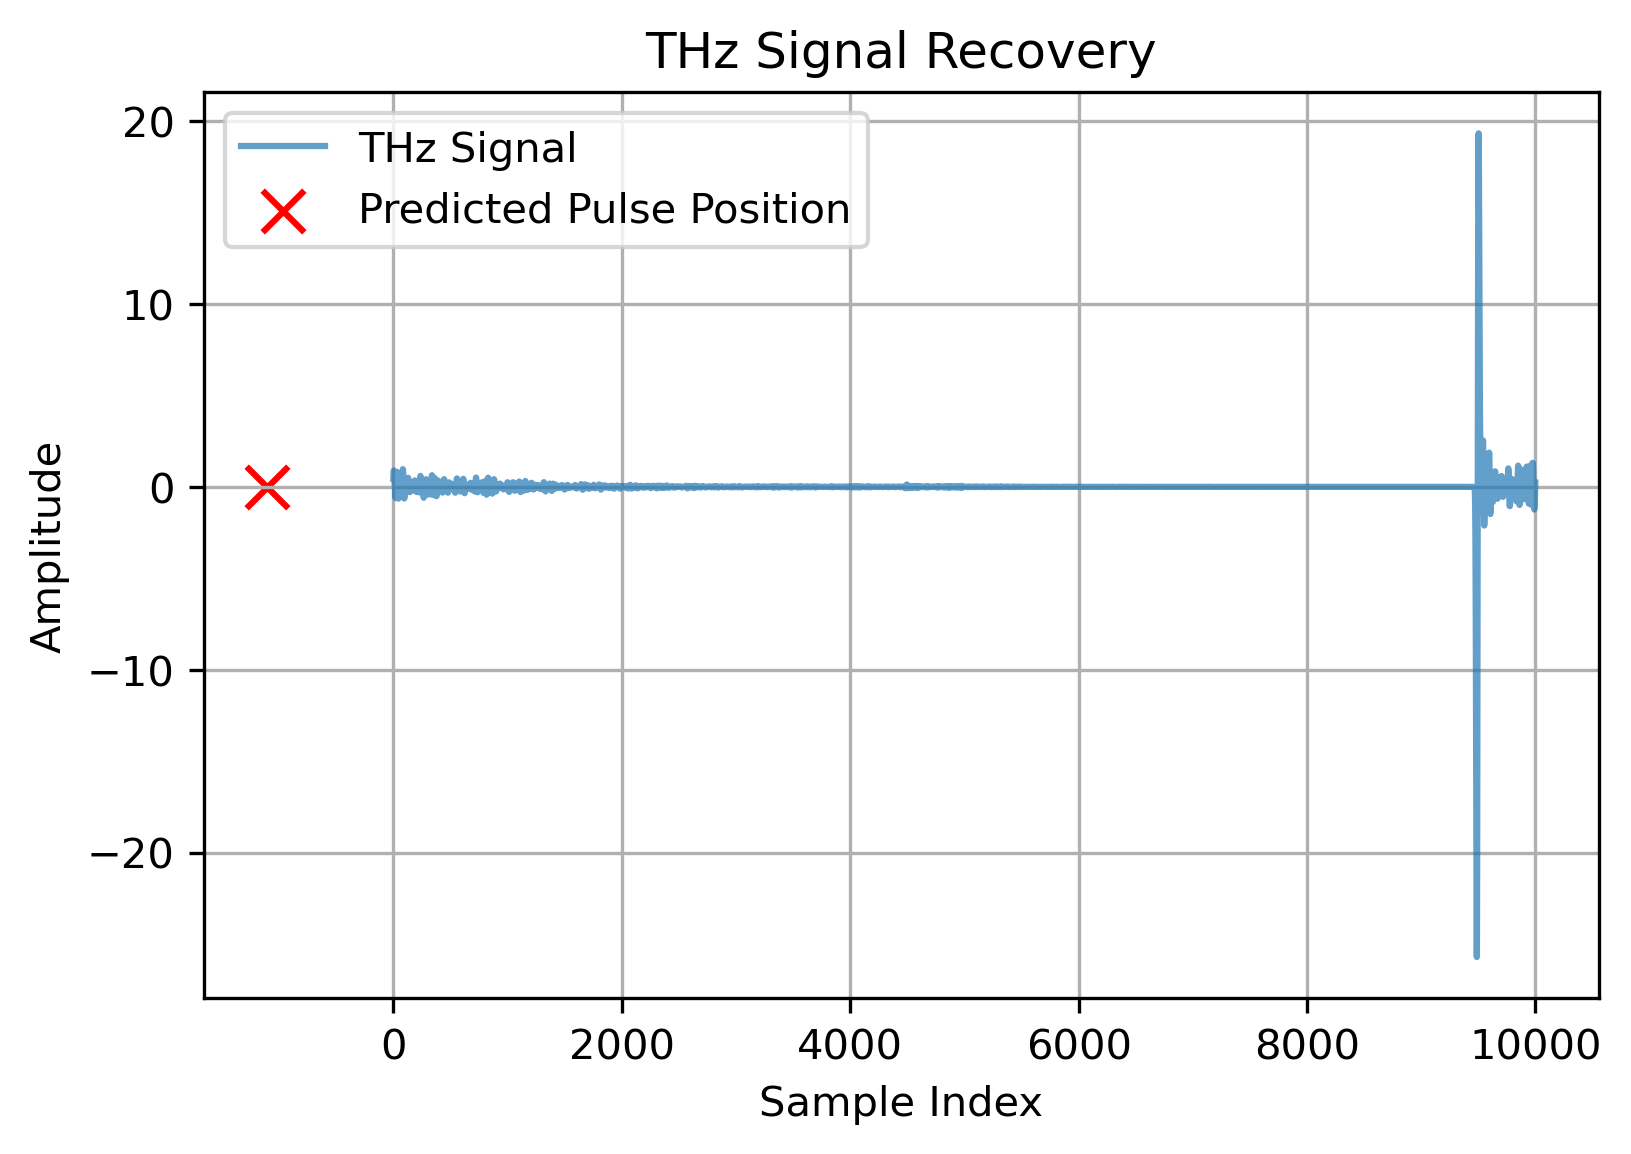 THz Signal Recovery
THz Signal
Predicted Pulse Position
20
10
0
−10
−20
Amplitude
0 2000 4000 6000 8000 10000
Sample Index